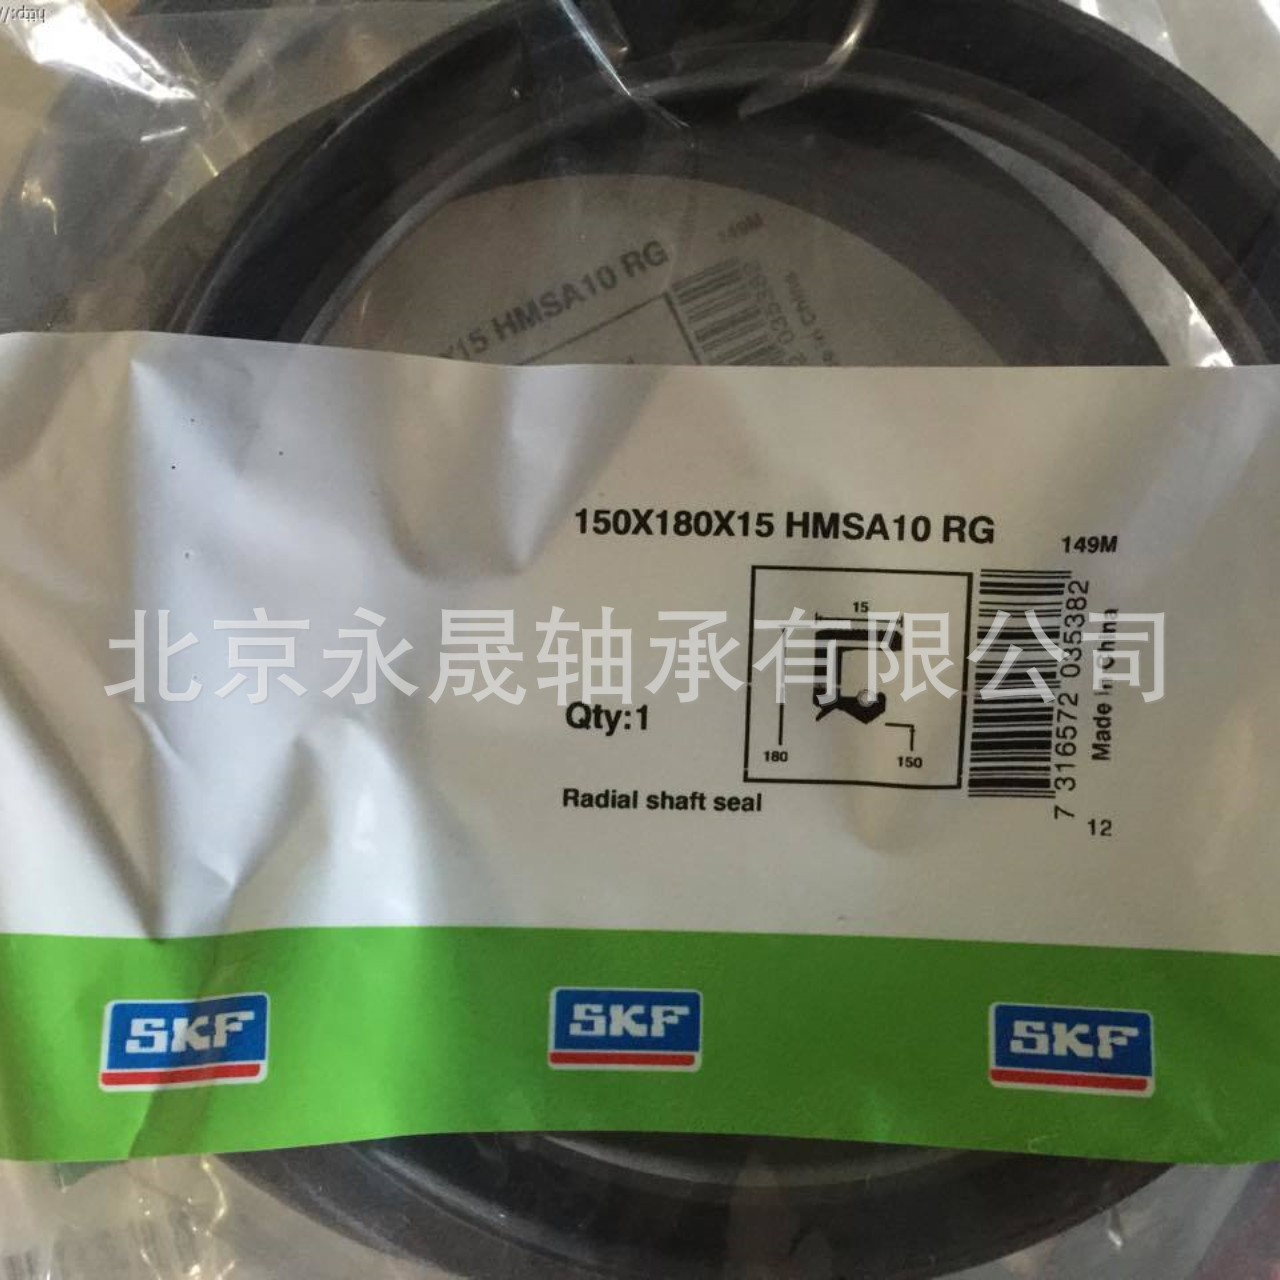 HMSA10 RG
149M
150X180X15 HMSA10 RG
149M
15
180
150
7 316572 035382
Made in China
12
北京永晟轴承有限公司
Qty:1
Radial shaft seal
SKF
SKF
SKF